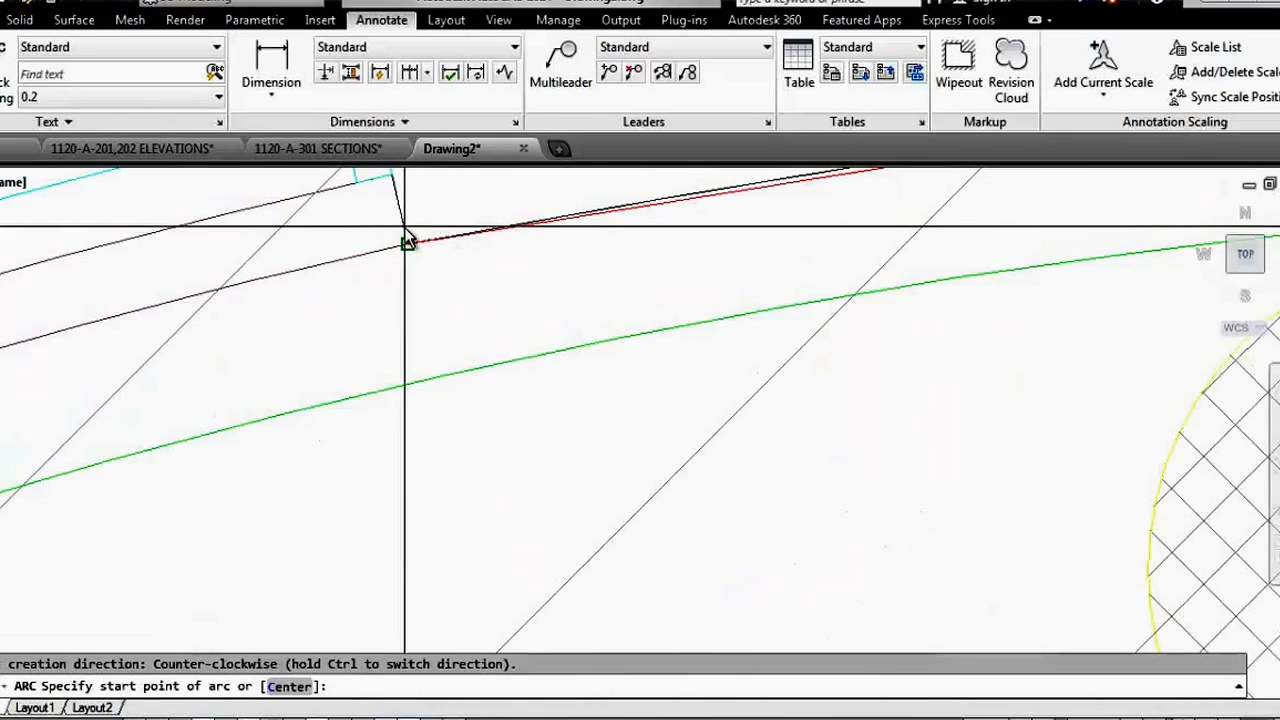 Solid Surface Mesh Render Parametric Insert Annotate Layout View Manage Output Plug-ins Autodesk 360 Featured Apps Express Tools
Standard Standard Standard Standard Scale List
Find text Dimension Multileader Table Wipeout Revision Cloud Add Current Scale Add/Delete Scale
0.2 Sync Scale Positi
Text Dimensions Leaders Tables Markup Annotation Scaling
1120-A-201,202 ELEVATIONS* 1120-A-301 SECTIONS* Drawing2*
ame]
N
W TOP
S
WCS
creation direction: Counter-clockwise (hold Ctrl to switch direction).
ARC Specify start point of arc or [Center]:
Layout1 Layout2